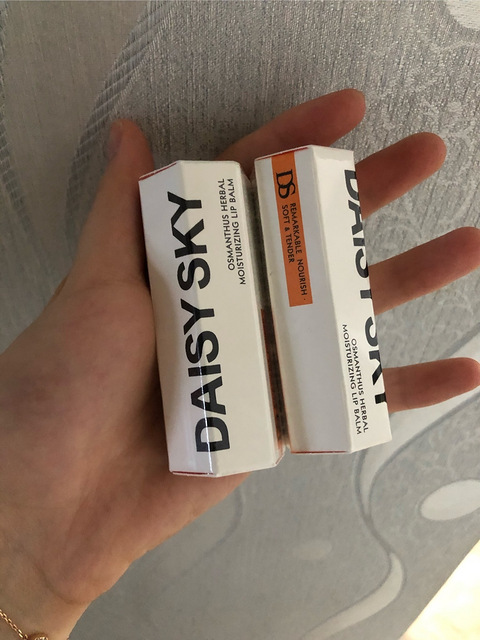 DAISY SKY
OSMANTHUS HERBAL
MOISTURIZING LIP BALM
DS
REMARKABLE NOURISH ·
SOFT & TENDER
DAISY SKY
OSMANTHUS HERBAL
MOISTURIZING LIP BALM